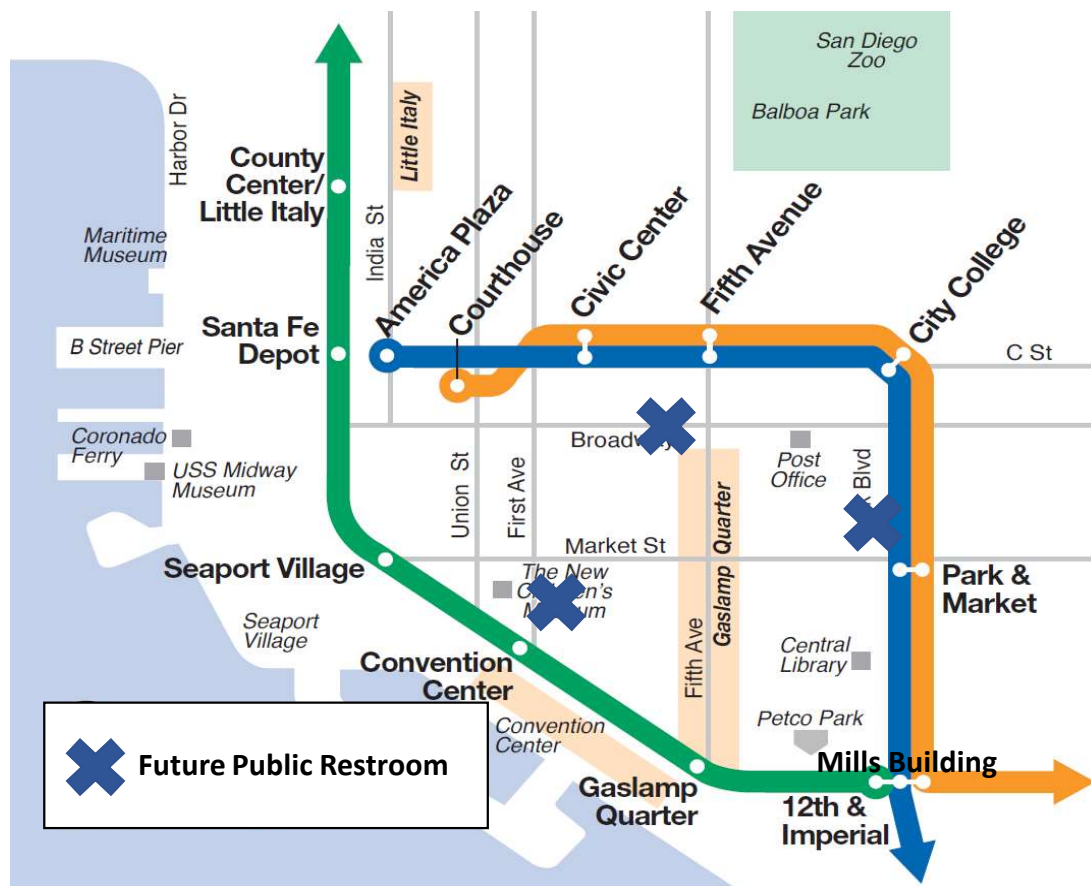 San Diego
Zoo
Balboa Park
Harbor Dr
Little Italy
County
Center/
Little Italy
India St
Maritime
Museum
America Plaza
Courthouse
Civic Center
Fifth Avenue
City College
Santa Fe
Depot
B Street Pier
C St
Coronado
Ferry
USS Midway
Museum
Union St
First Ave
Post
Office
Blvd
Gaslamp Quarter
Market St
Seaport Village
The New
Museum
Park &
Market
Seaport
Village
Fifth Ave
Central
Library
Convention
Center
Convention
Center
Petco Park
Mills Building
Future Public Restroom
Gaslamp
Quarter
12th &
Imperial